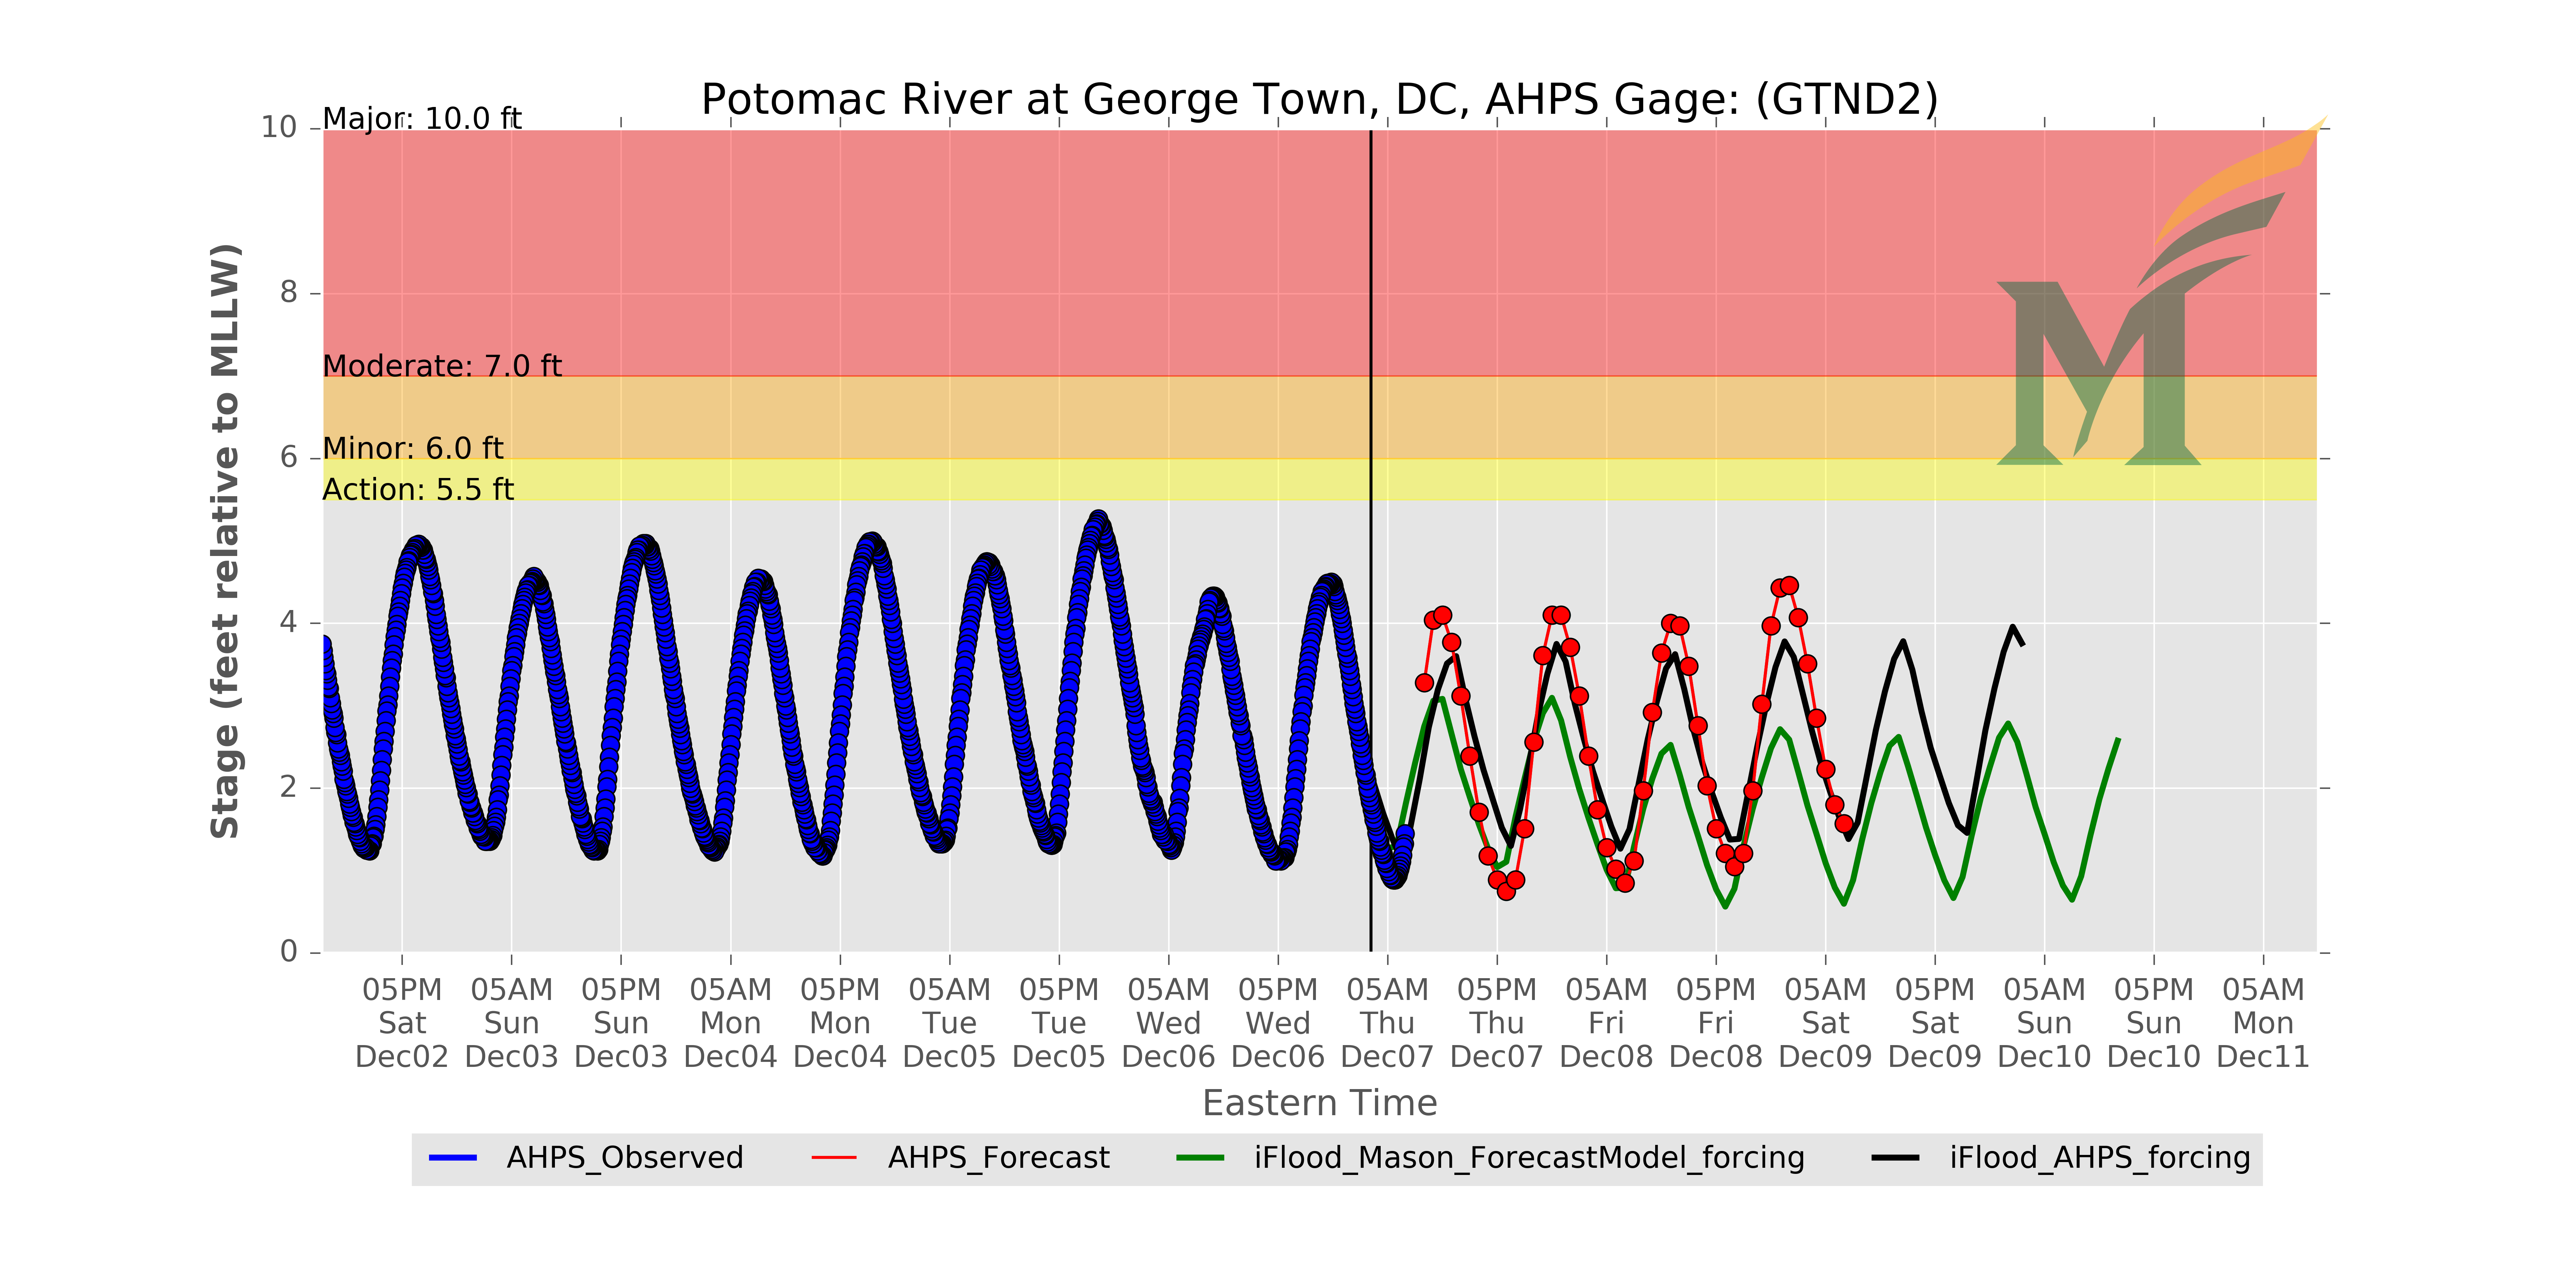 Potomac River at George Town, DC, AHPS Gage: (GTND2)
Major: 10.0 ft
10
8
Moderate: 7.0 ft
Minor: 6.0 ft
6
Action: 5.5 ft
4
2
0
Stage (feet relative to MLLW)
05PM 05AM 05PM 05AM 05PM 05AM 05PM 05AM 05PM 05AM 05PM 05AM 05PM 05AM 05PM 05AM 05PM 05AM
Sat Sun Sun Mon Mon Tue Tue Wed Wed Thu Thu Fri Fri Sat Sat Sun Sun Mon
Dec02 Dec03 Dec03 Dec04 Dec04 Dec05 Dec05 Dec06 Dec06 Dec07 Dec07 Dec08 Dec08 Dec09 Dec09 Dec10 Dec10 Dec11
Eastern Time
AHPS_Observed AHPS_Forecast iFlood_Mason_ForecastModel_forcing iFlood_AHPS_forcing